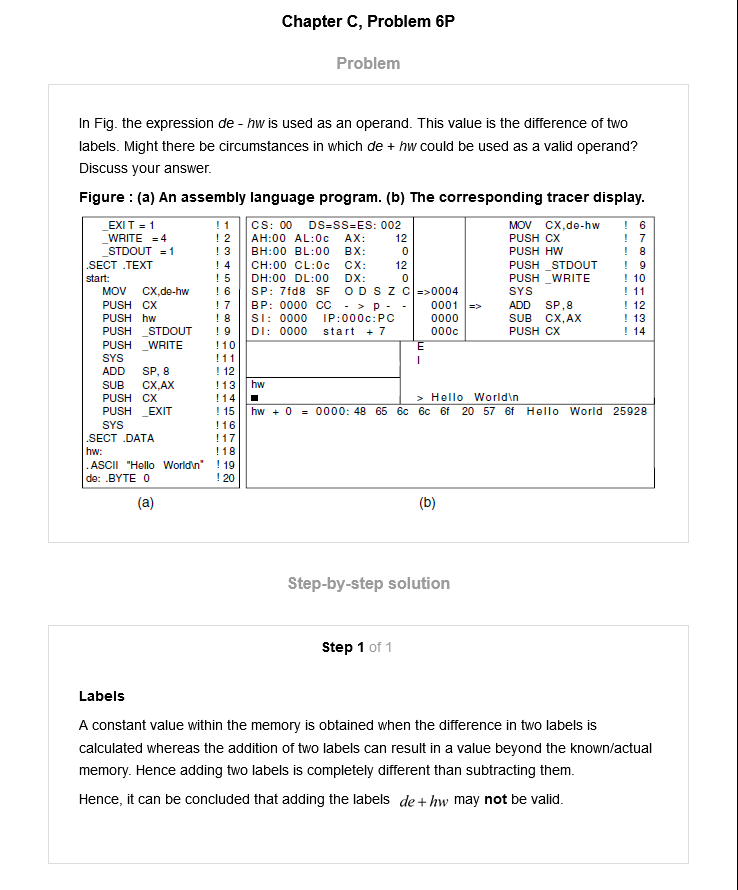 Chapter C, Problem 6P
Problem
In Fig. the expression de - hw is used as an operand. This value is the difference of two
labels. Might there be circumstances in which de + hw could be used as a valid operand?
Discuss your answer.
Figure : (a) An assembly language program. (b) The corresponding tracer display.
_EXIT = 1 ! 1
_WRITE = 4 ! 2
_STDOUT = 1 ! 3
.SECT .TEXT ! 4
start: ! 5
MOV CX,de-hw ! 6
PUSH CX ! 7
PUSH hw ! 8
PUSH _STDOUT ! 9
PUSH _WRITE !10
SYS !11
ADD SP, 8 ! 12
SUB CX,AX !13
PUSH CX !14
PUSH _EXIT ! 15
SYS !16
.SECT .DATA !17
hw: !18
.ASCII "Hello World\n" ! 19
de: .BYTE 0 ! 20
(a)
CS: 00 DS=SS=ES: 002
AH:00 AL:0c AX: 12
BH:00 BL:00 BX: 0
CH:00 CL:0c CX: 12
DH:00 DL:00 DX: 0
SP: 7fd8 SF O D S Z C =>0004
BP: 0000 CC - > p - - 0001 =>
SI: 0000 IP:000c:PC 0000
DI: 0000 start + 7 000c
MOV CX,de-hw ! 6
PUSH CX ! 7
PUSH HW ! 8
PUSH _STDOUT ! 9
PUSH _WRITE ! 10
SYS ! 11
ADD SP,8 ! 12
SUB CX,AX ! 13
PUSH CX ! 14
E
I
hw
> Hello World\n
hw + 0 = 0000: 48 65 6c 6c 6f 20 57 6f Hello World 25928
(b)
Step-by-step solution
Step 1 of 1
Labels
A constant value within the memory is obtained when the difference in two labels is
calculated whereas the addition of two labels can result in a value beyond the known/actual
memory. Hence adding two labels is completely different than subtracting them.
Hence, it can be concluded that adding the labels de + hw may not be valid.